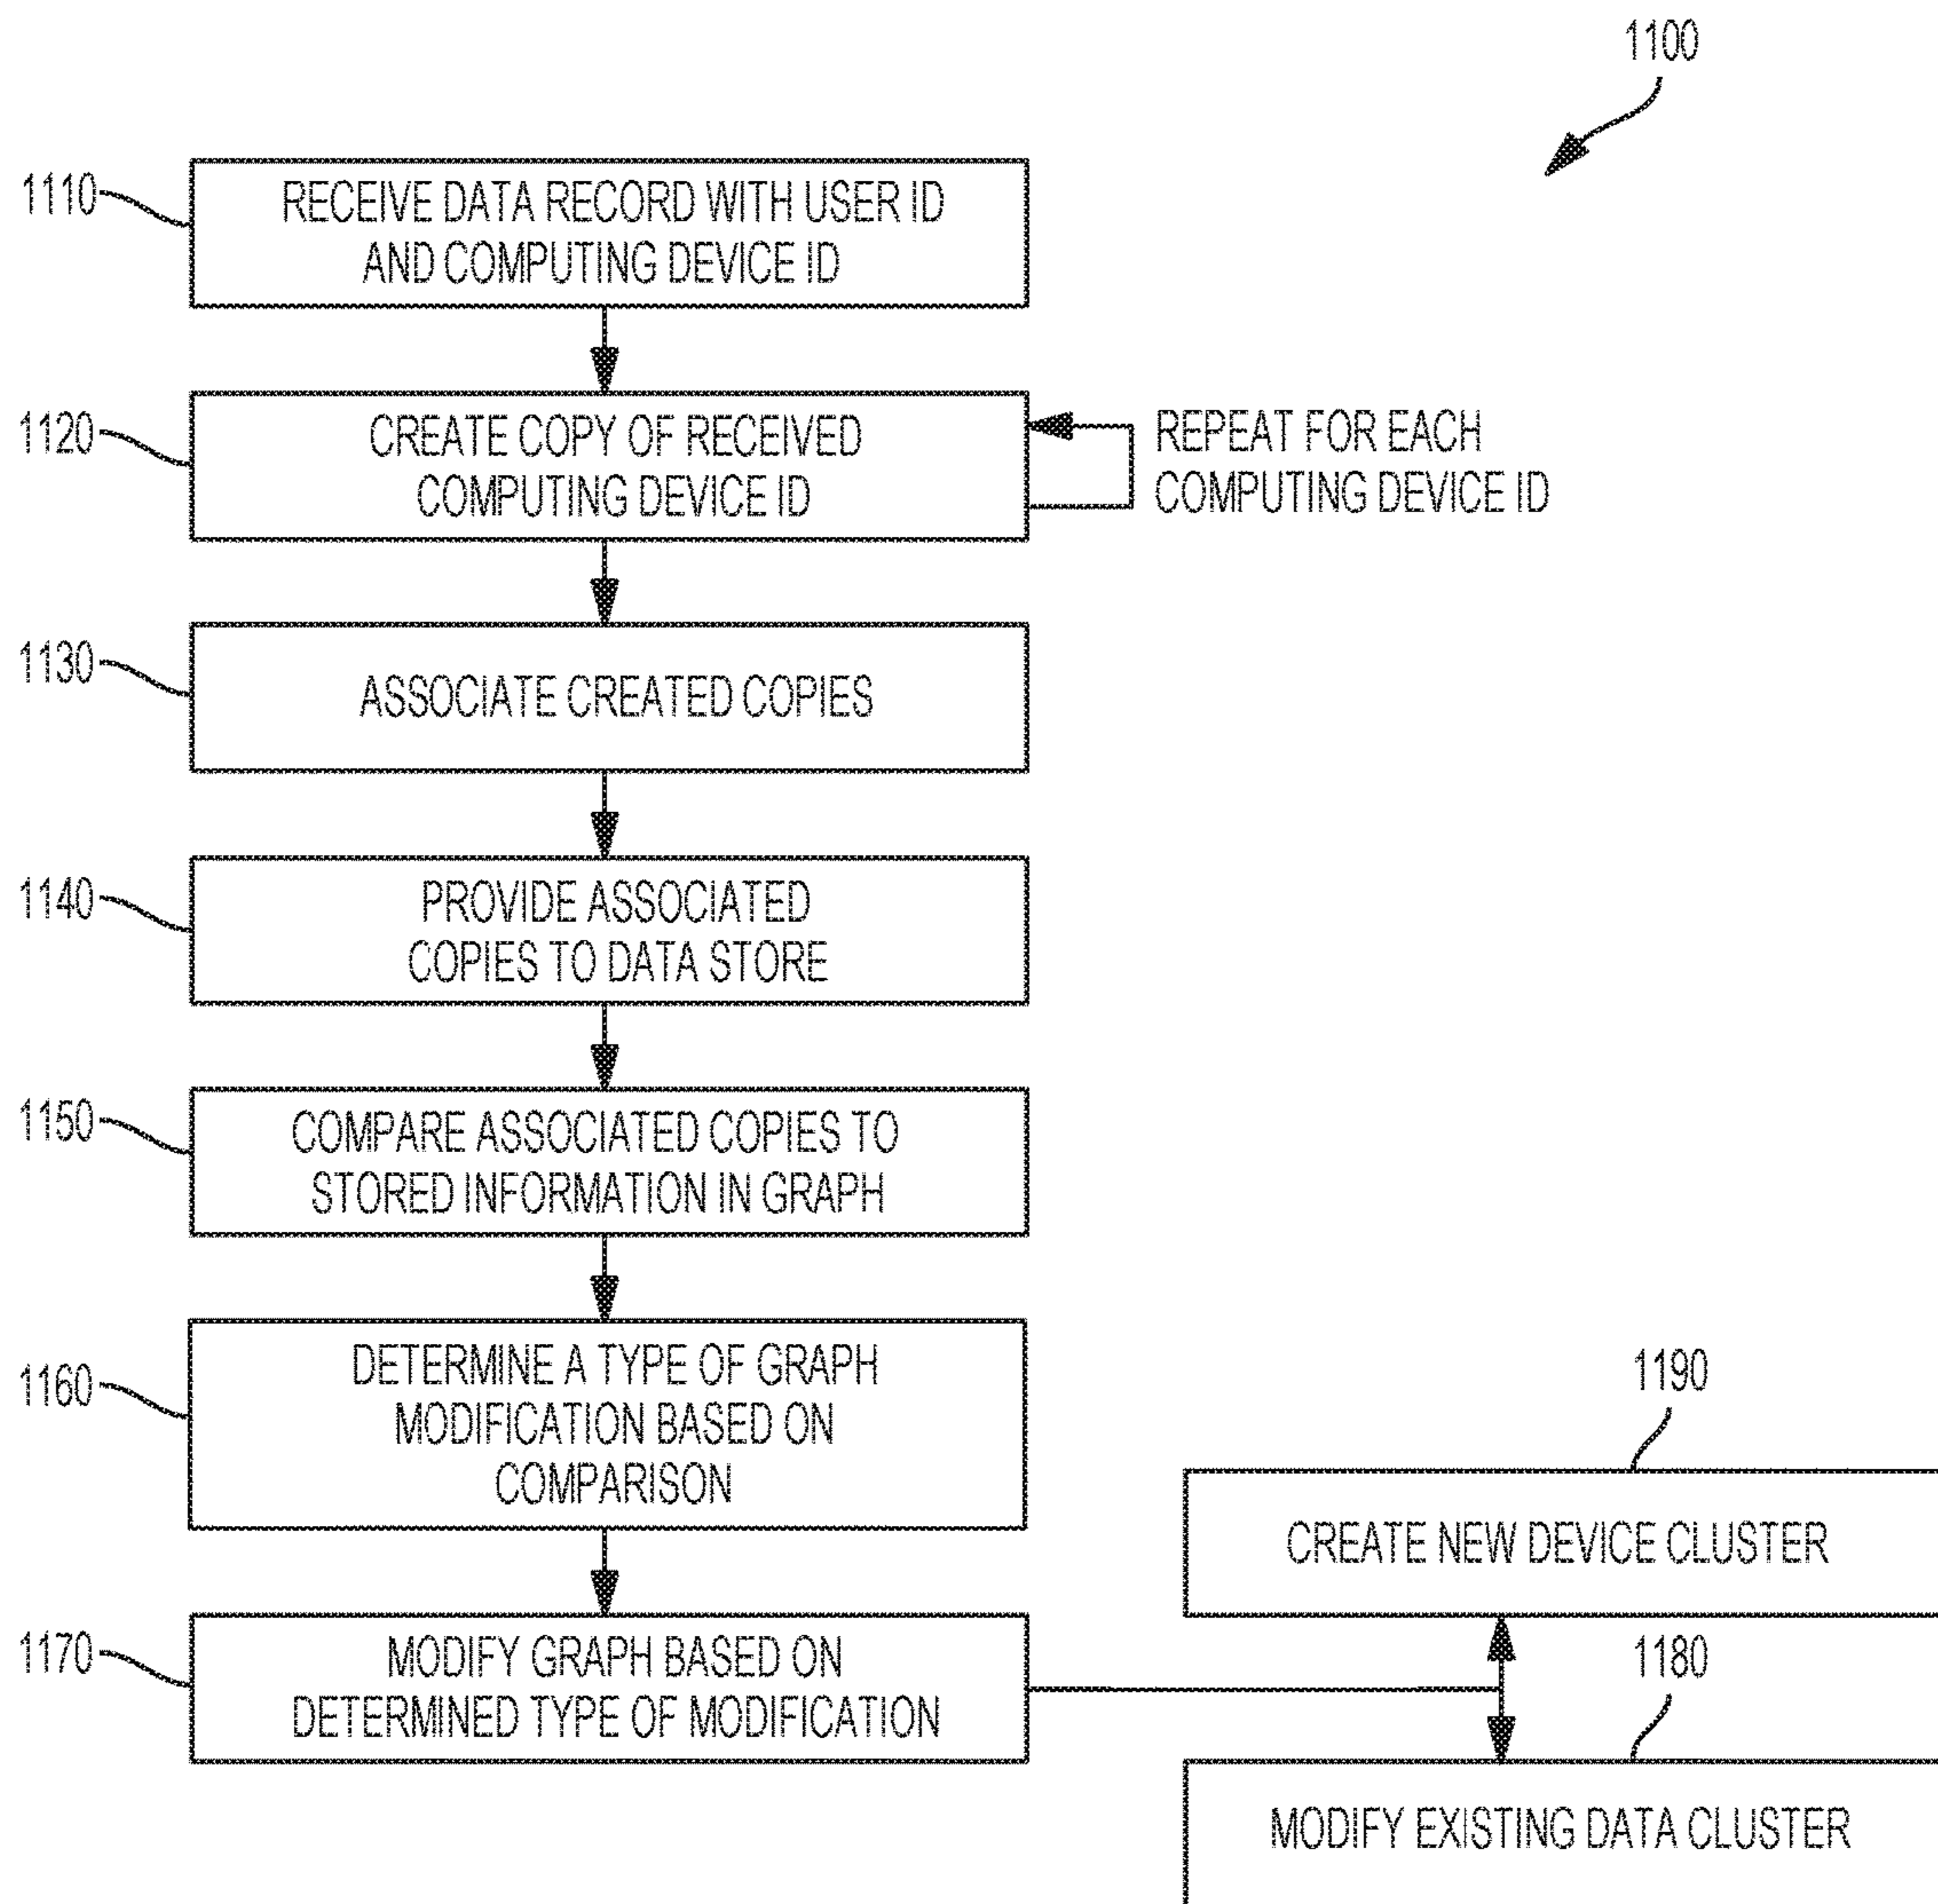 1100
1110
RECEIVE DATA RECORD WITH USER ID
AND COMPUTING DEVICE ID
1120
CREATE COPY OF RECEIVED
COMPUTING DEVICE ID
REPEAT FOR EACH
COMPUTING DEVICE ID
1130
ASSOCIATE CREATED COPIES
1140
PROVIDE ASSOCIATED
COPIES TO DATA STORE
1150
COMPARE ASSOCIATED COPIES TO
STORED INFORMATION IN GRAPH
1160
DETERMINE A TYPE OF GRAPH
MODIFICATION BASED ON
COMPARISON
1170
MODIFY GRAPH BASED ON
DETERMINED TYPE OF MODIFICATION
1190
CREATE NEW DEVICE CLUSTER
1180
MODIFY EXISTING DATA CLUSTER